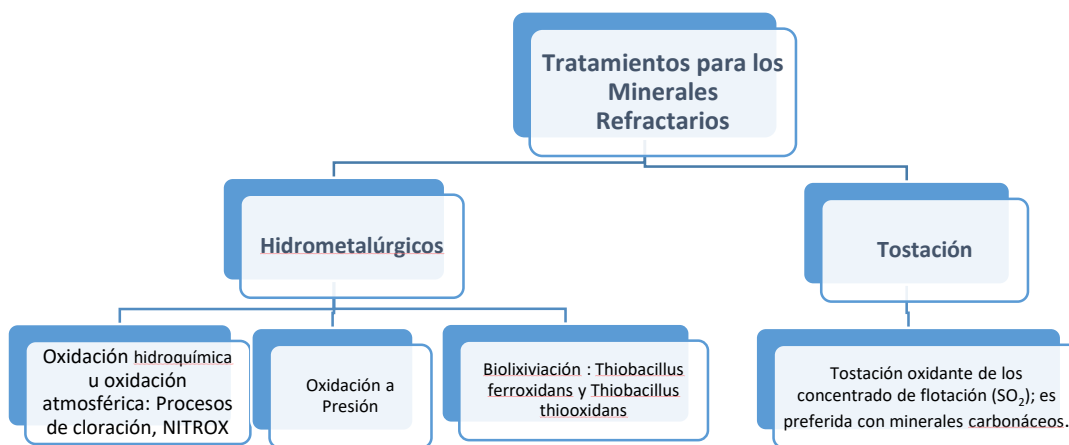 Tratamientos para los
Minerales
Refractarios
Hidrometalúrgicos
Tostación
Oxidación hidroquímica
u oxidación
atmosférica: Procesos
de cloración, NITROX
Oxidación a
Presión
Biolixiviación : Thiobacillus
ferroxidans y Thiobacillus
thiooxidans
Tostación oxidante de los
concentrado de flotación (SO₂); es
preferida con minerales carbonáceos.